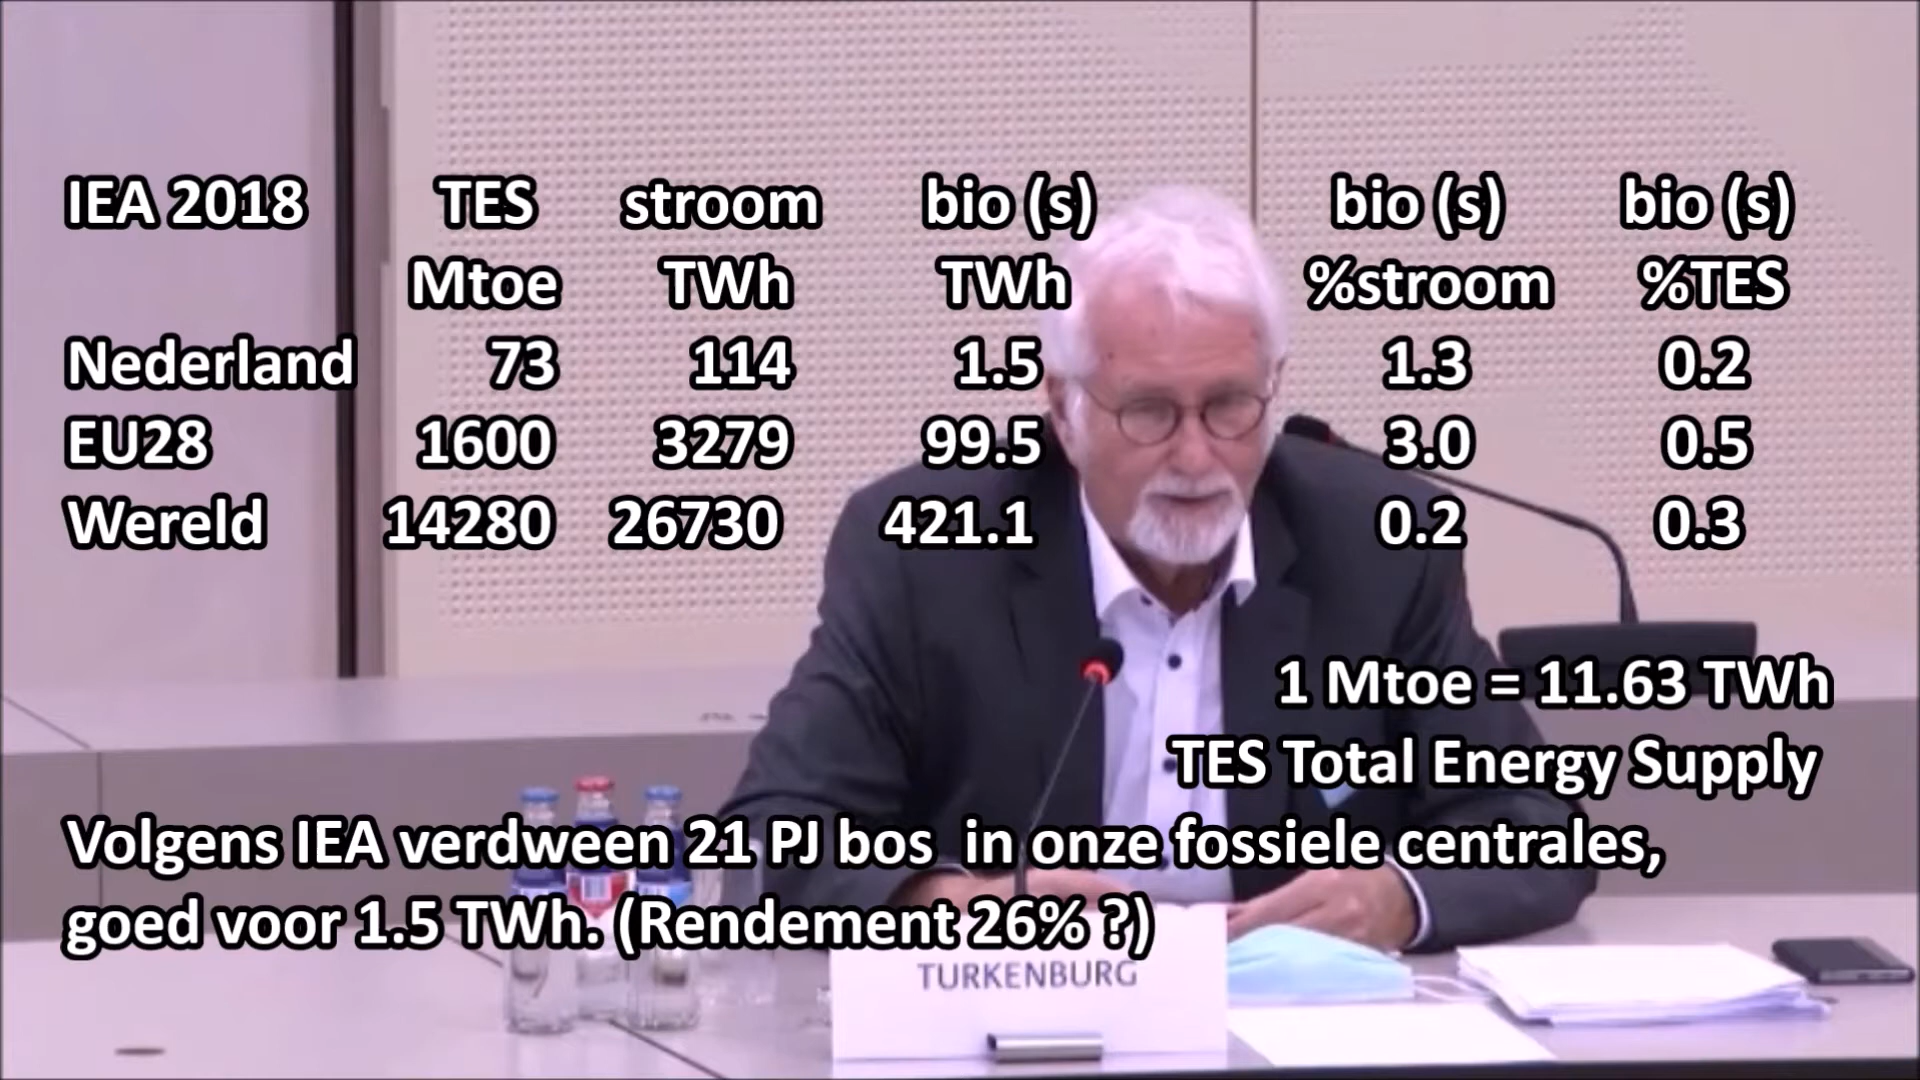 IEA 2018 TES stroom bio (s) bio (s) bio (s)
Mtoe TWh TWh %stroom %TES
Nederland 73 114 1.5 1.3 0.2
EU28 1600 3279 99.5 3.0 0.5
Wereld 14280 26730 421.1 0.2 0.3
1 Mtoe = 11.63 TWh
TES Total Energy Supply
Volgens IEA verdween 21 PJ bos in onze fossiele centrales,
goed voor 1.5 TWh. (Rendement 26% ?)
TURKENBURG